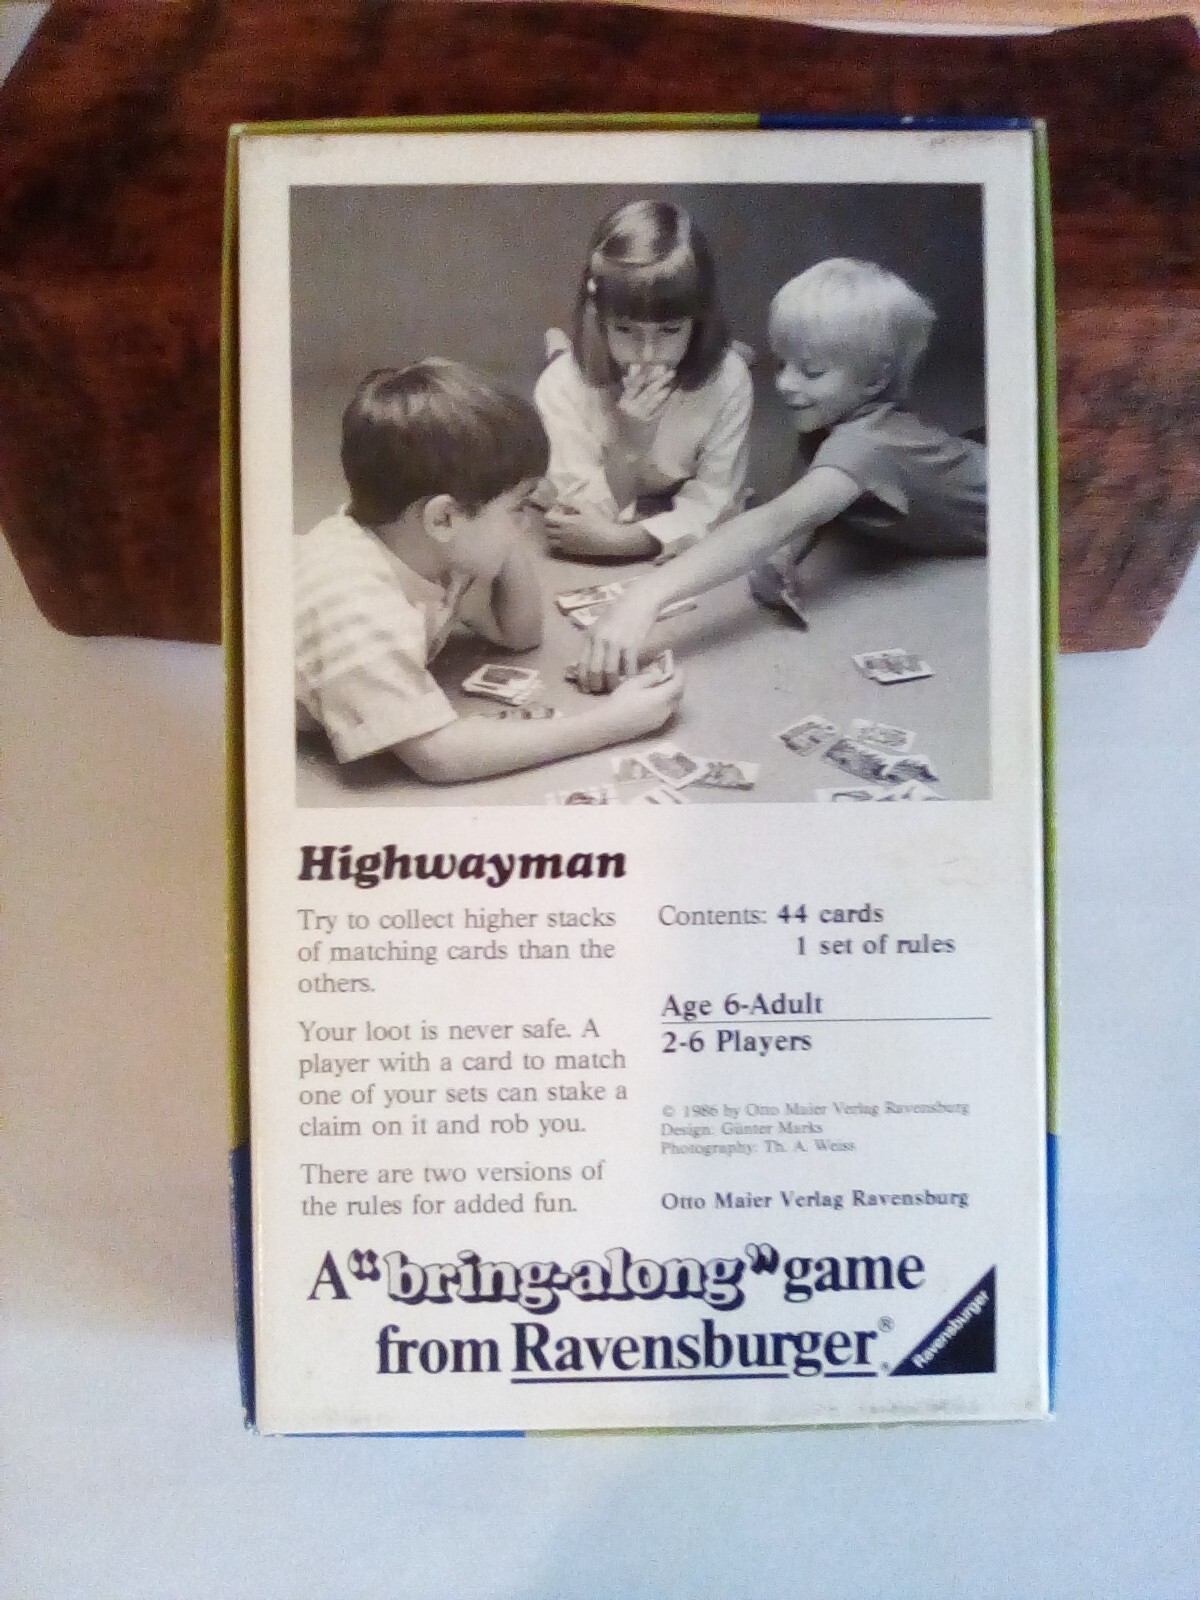 Highwayman
Try to collect higher stacks
of matching cards than the
others.
Your loot is never safe. A
player with a card to match
one of your sets can stake a
claim on it and rob you.
There are two versions of
the rules for added fun.
Contents: 44 cards
1 set of rules
Age 6-Adult
2-6 Players
© 1986 by Otto Maier Verlag Ravensburg
Design: Günter Marks
Photography: Th. A. Weiss
Otto Maier Verlag Ravensburg
A “bring-along” game
from Ravensburger®
Ravensburger